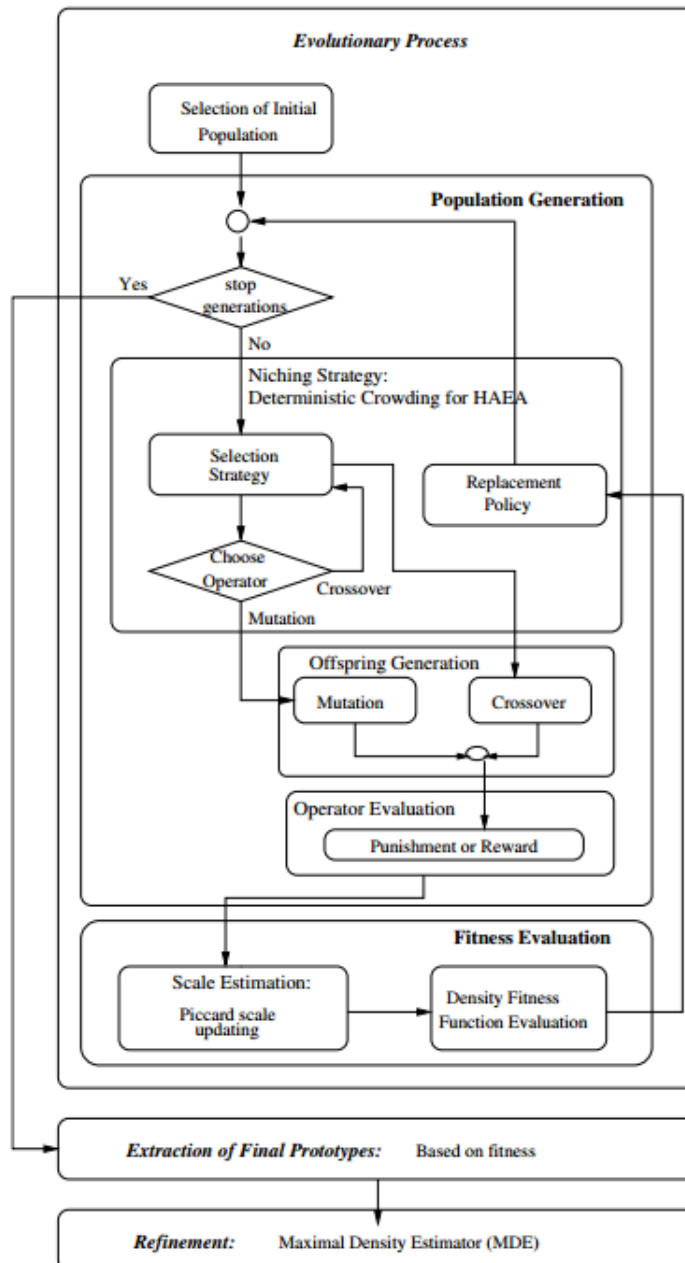 Evolutionary Process
Selection of Initial
Population
Population Generation
Yes
stop
generations
No
Niching Strategy:
Deterministic Crowding for HAEA
Selection
Strategy
Replacement
Policy
Choose
Operator
Crossover
Mutation
Offspring Generation
Mutation
Crossover
Operator Evaluation
Punishment or Reward
Fitness Evaluation
Scale Estimation:
Piccard scale
updating
Density Fitness
Function Evaluation
Extraction of Final Prototypes: Based on fitness
Refinement: Maximal Density Estimator (MDE)